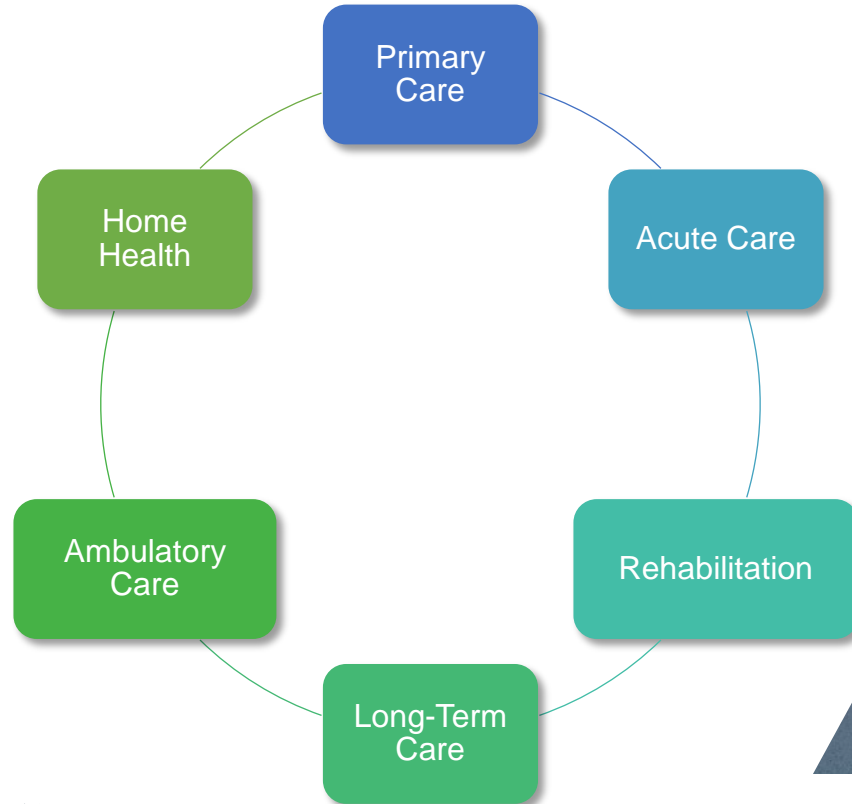 Primary
Care
Acute Care
Rehabilitation
Long-Term
Care
Ambulatory
Care
Home
Health